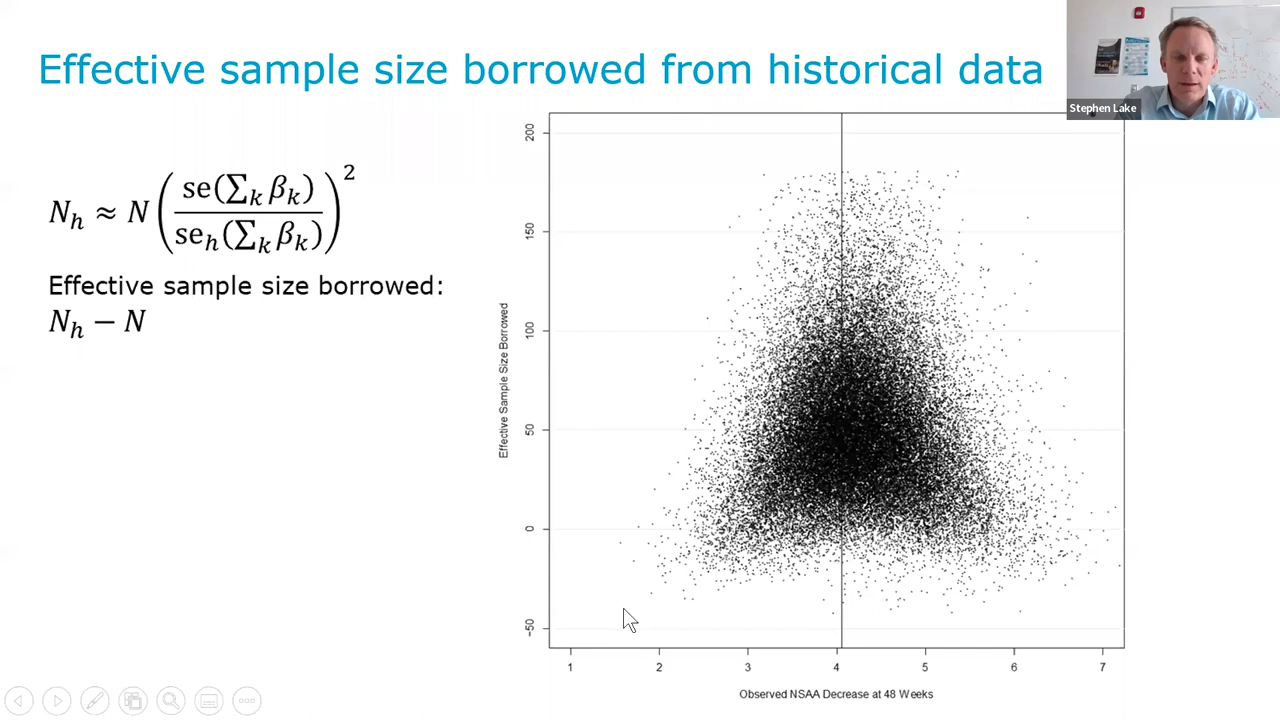 Effective sample size borrowed from historical data
Stephen Lake
N_h ≈ N(se(∑_k β_k) / se_h(∑_k β_k))^2
Effective sample size borrowed:
N_h − N
Effective Sample Size Borrowed
200
150
100
50
0
−50
1 2 3 4 5 6 7
Observed NSAA Decrease at 48 Weeks